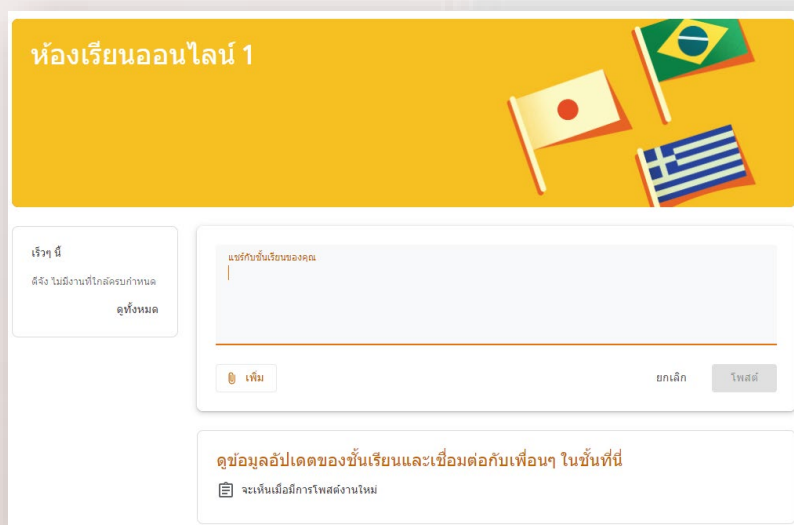 ห้องเรียนออนไลน์ 1
เร็วๆ นี้
ดีจัง ไม่มีงานที่ใกล้ครบกำหนด
ดูทั้งหมด
แชร์กับชั้นเรียนของคุณ
เพิ่ม
ยกเลิก
โพสต์
ดูข้อมูลอัปเดตของชั้นเรียนและเชื่อมต่อกับเพื่อนๆ ในชั้นที่นี่
จะเห็นเมื่อมีการโพสต์งานใหม่